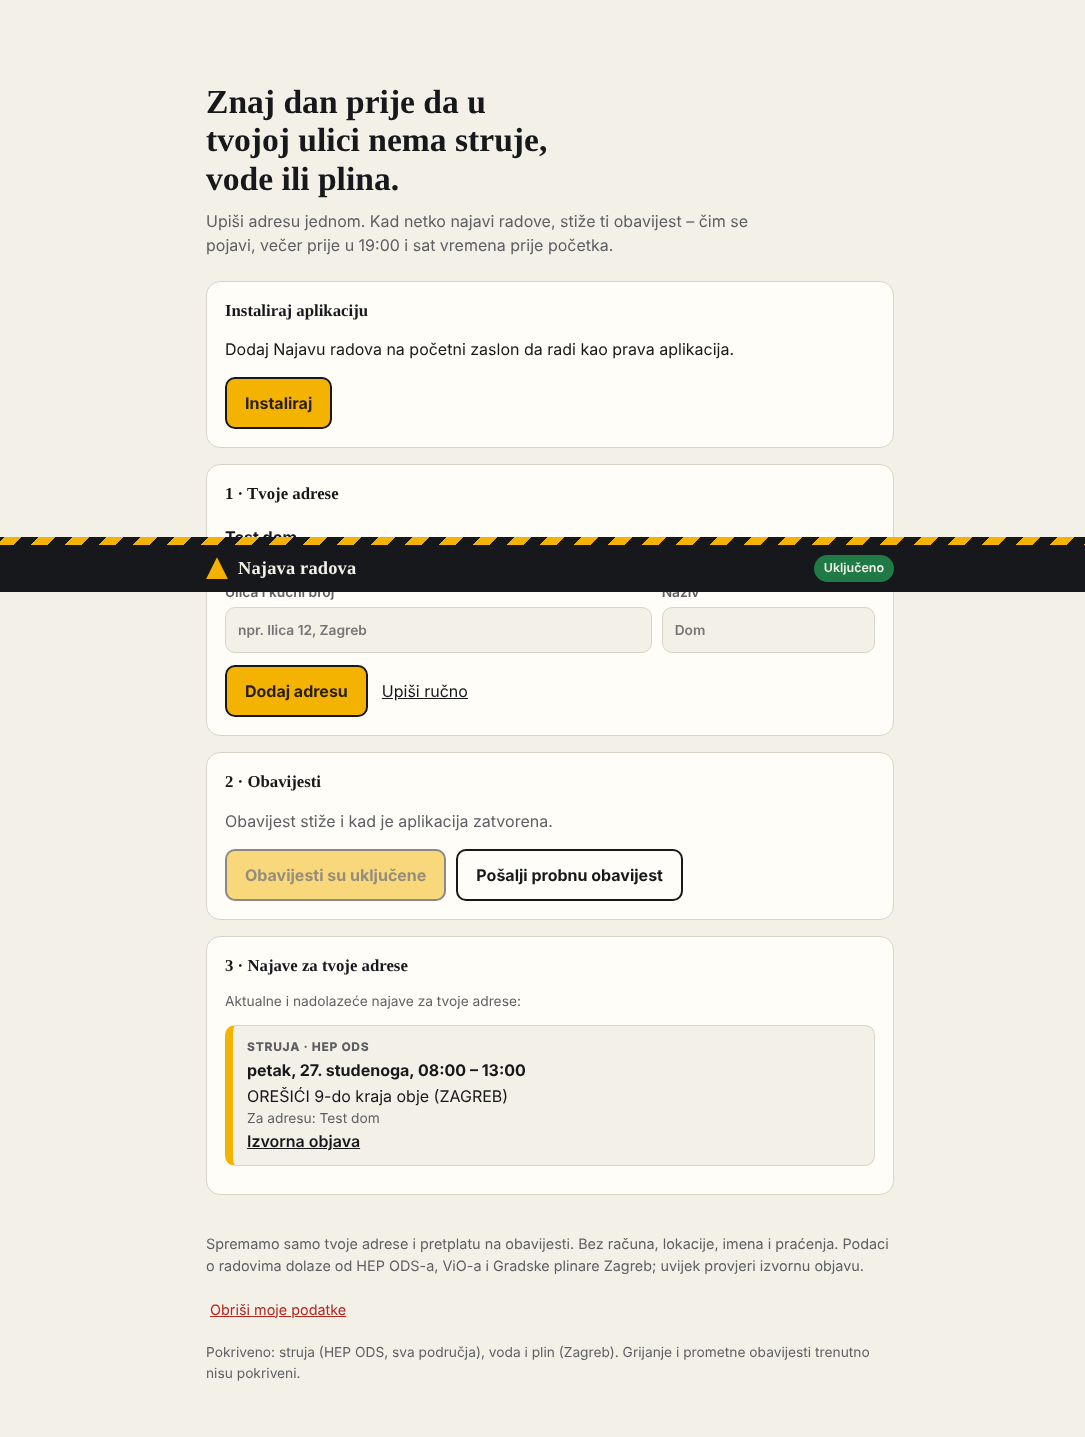 Znaj dan prije da u
tvojoj ulici nema struje,
vode ili plina.
Upiši adresu jednom. Kad netko najavi radove, stiže ti obavijest – čim se
pojavi, večer prije u 19:00 i sat vremena prije početka.
Instaliraj aplikaciju
Dodaj Najavu radova na početni zaslon da radi kao prava aplikacija.
Instaliraj
1 · Tvoje adrese
Test dom
Najava radova
Uključeno
Ulica i kućni broj
Naziv
npr. Ilica 12, Zagreb
Dom
Dodaj adresu
Upiši ručno
2 · Obavijesti
Obavijest stiže i kad je aplikacija zatvorena.
Obavijesti su uključene
Pošalji probnu obavijest
3 · Najave za tvoje adrese
Aktualne i nadolazeće najave za tvoje adrese:
STRUJA · HEP ODS
petak, 27. studenoga, 08:00 – 13:00
OREŠIĆI 9-do kraja obje (ZAGREB)
Za adresu: Test dom
Izvorna objava
Spremamo samo tvoje adrese i pretplatu na obavijesti. Bez računa, lokacije, imena i praćenja. Podaci
o radovima dolaze od HEP ODS-a, ViO-a i Gradske plinare Zagreb; uvijek provjeri izvornu objavu.
Obriši moje podatke
Pokriveno: struja (HEP ODS, sva područja), voda i plin (Zagreb). Grijanje i prometne obavijesti trenutno
nisu pokriveni.